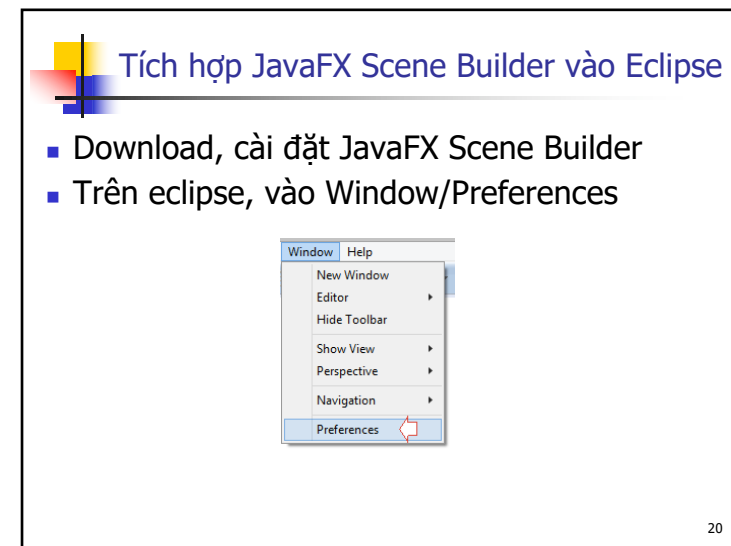 Tích hợp JavaFX Scene Builder vào Eclipse
Download, cài đặt JavaFX Scene Builder
Trên eclipse, vào Window/Preferences
Window Help
New Window
Editor
Hide Toolbar
Show View
Perspective
Navigation
Preferences
20